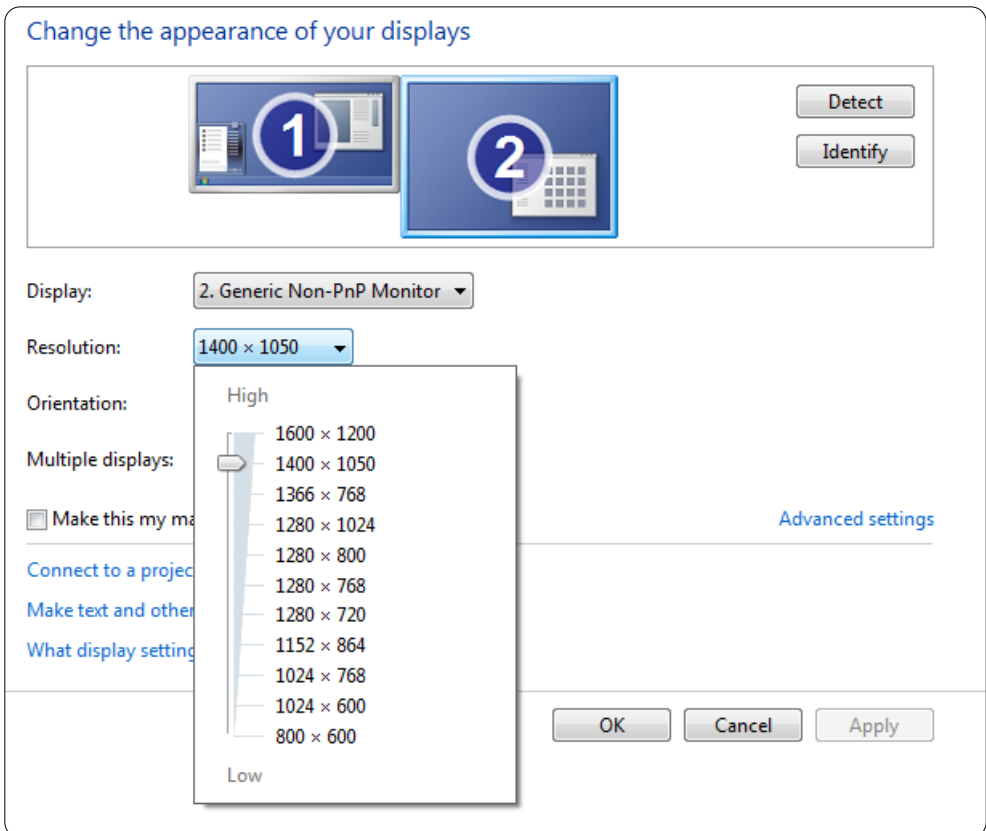 Change the appearance of your displays
1
2
Detect
Identify
Display:
2. Generic Non-PnP Monitor
Resolution:
1400 × 1050
High
Orientation:
1600 × 1200
Multiple displays:
1400 × 1050
1366 × 768
Make this my ma
1280 × 1024
Advanced settings
1280 × 800
Connect to a projec
1280 × 768
Make text and other
1280 × 720
What display setting
1152 × 864
1024 × 768
1024 × 600
800 × 600
Low
OK
Cancel
Apply